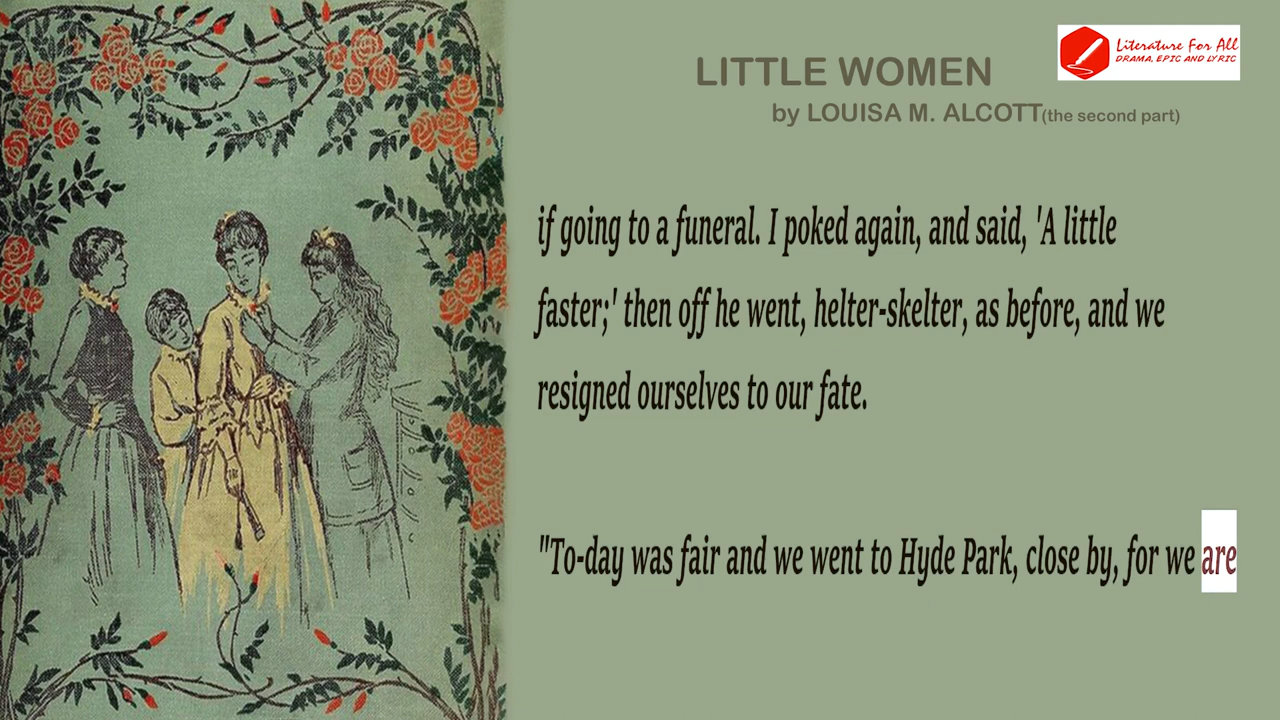 LITTLE WOMEN
by LOUISA M. ALCOTT(the second part)
Literature For All
DRAMA, EPIC AND LYRIC
if going to a funeral. I poked again, and said, 'A little
faster;' then off he went, helter-skelter, as before, and we
resigned ourselves to our fate.
"To-day was fair and we went to Hyde Park, close by, for we are